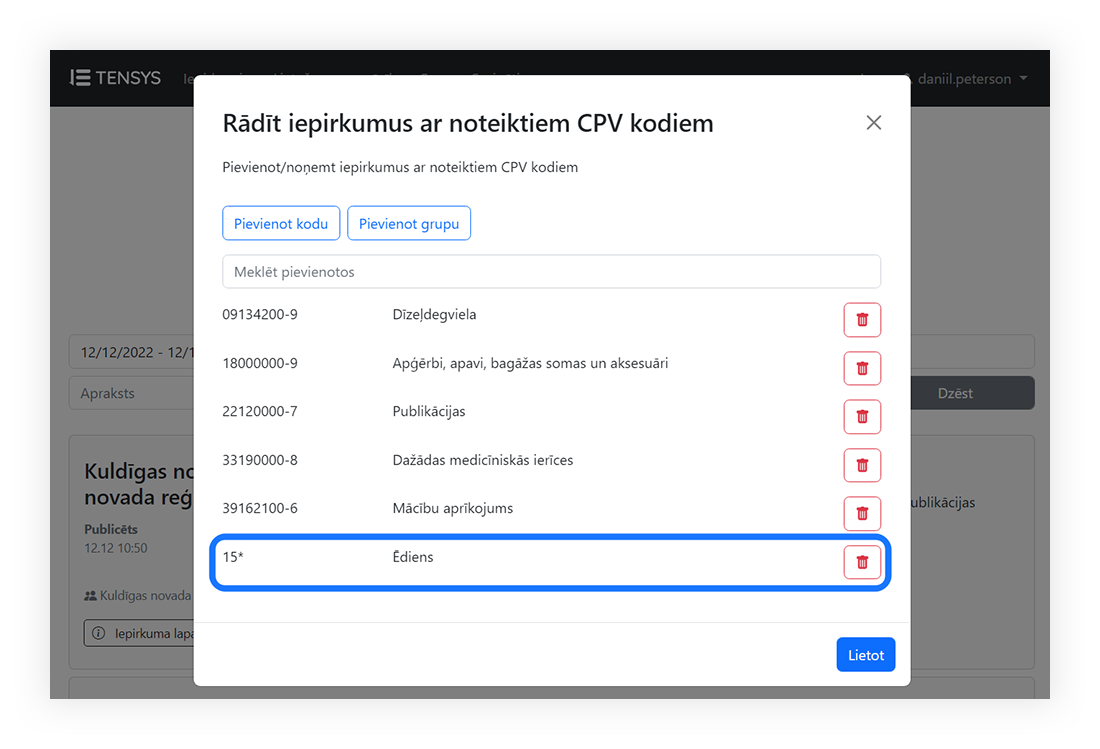 TENSYS
daniil.peterson
Rādīt iepirkumus ar noteiktiem CPV kodiem
Pievienot/noņemt iepirkumus ar noteiktiem CPV kodiem
Pievienot kodu
Pievienot grupu
Meklēt pievienotos
09134200-9 Dīzeļdegviela
18000000-9 Apģērbi, apavi, bagāžas somas un aksesuāri
22120000-7 Publikācijas
33190000-8 Dažādas medicīniskās ierīces
39162100-6 Mācību aprīkojums
15* Ēdiens
Lietot
12/12/2022 - 12/1
Apraksts
Dzēst
Kuldīgas no
novada reģ
ublikācijas
Publicēts
12.12 10:50
Kuldīgas novada
Iepirkuma lapa